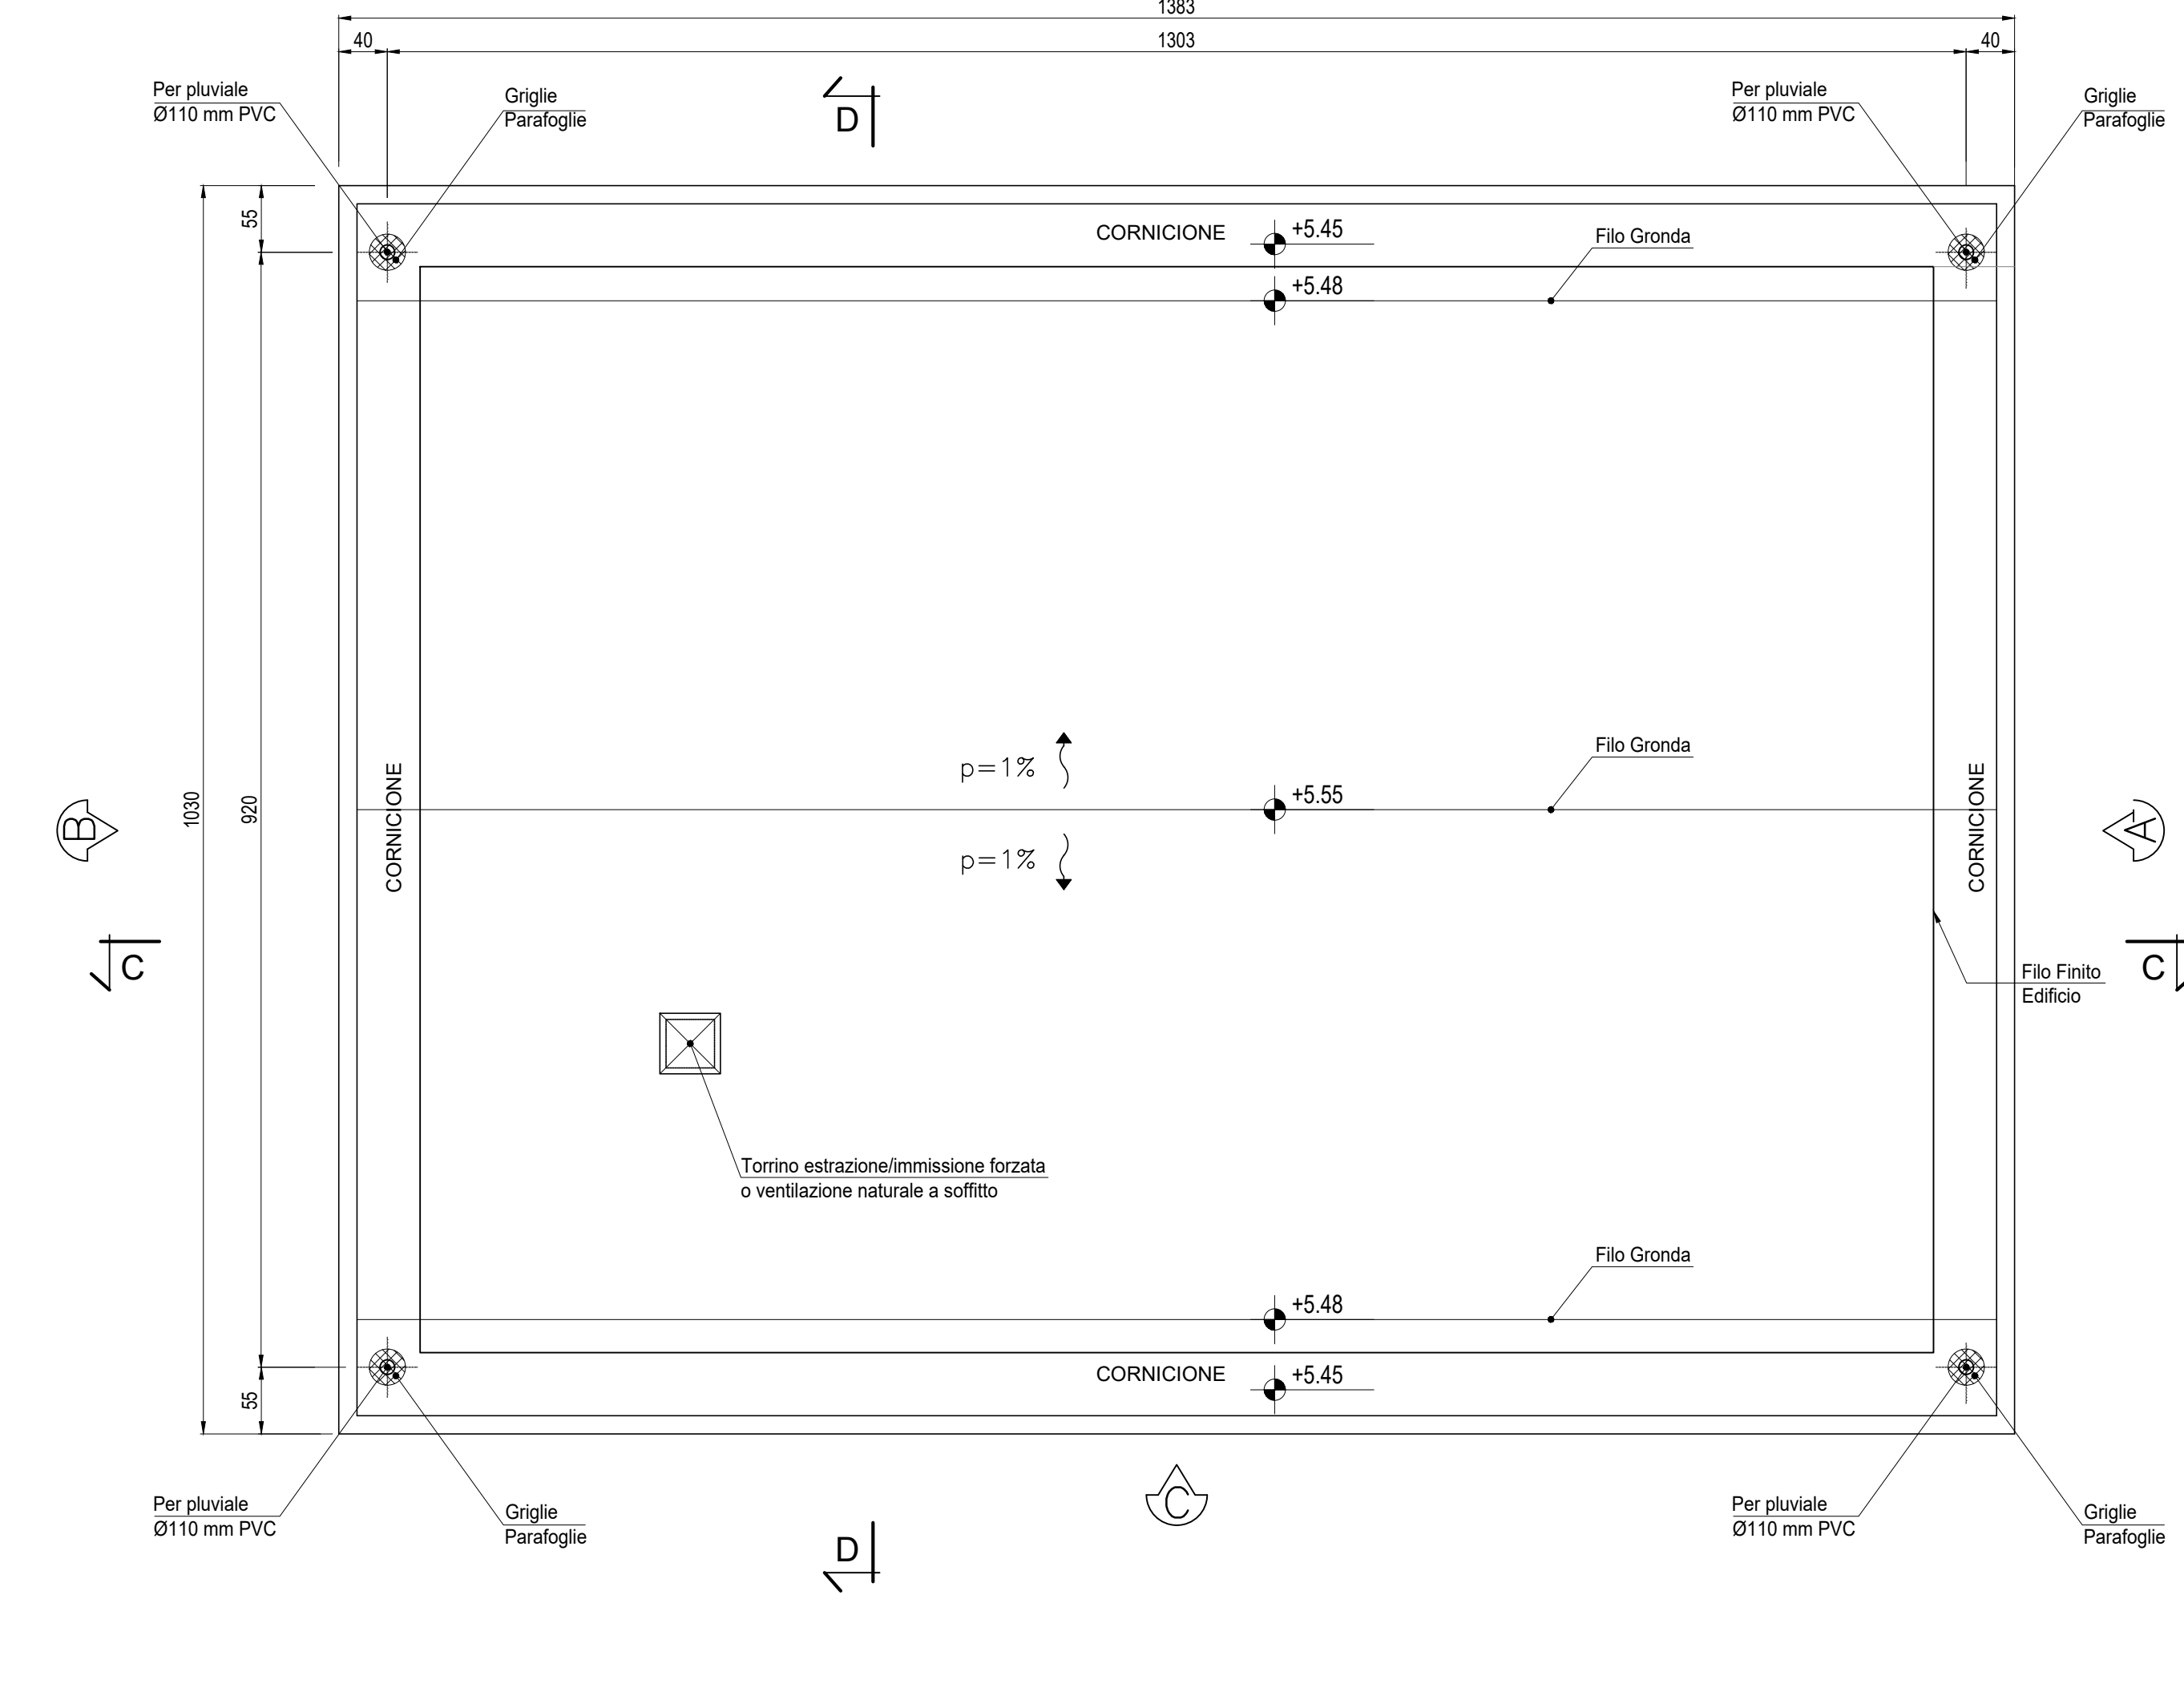 1383
40
1303
40
Per pluviale
Ø110 mm PVC
Griglie
Parafoglie
D
Per pluviale
Ø110 mm PVC
Griglie
Parafoglie
55
CORNICIONE
+5.45
Filo Gronda
+5.48
Filo Gronda
p=1%
+5.55
1030
920
CORNICIONE
CORNICIONE
B
A
p=1%
C
C
Filo Finito
Edificio
Torrino estrazione/immissione forzata
o ventilazione naturale a soffitto
Filo Gronda
+5.48
CORNICIONE
+5.45
55
C
Per pluviale
Ø110 mm PVC
Griglie
Parafoglie
D
Per pluviale
Ø110 mm PVC
Griglie
Parafoglie